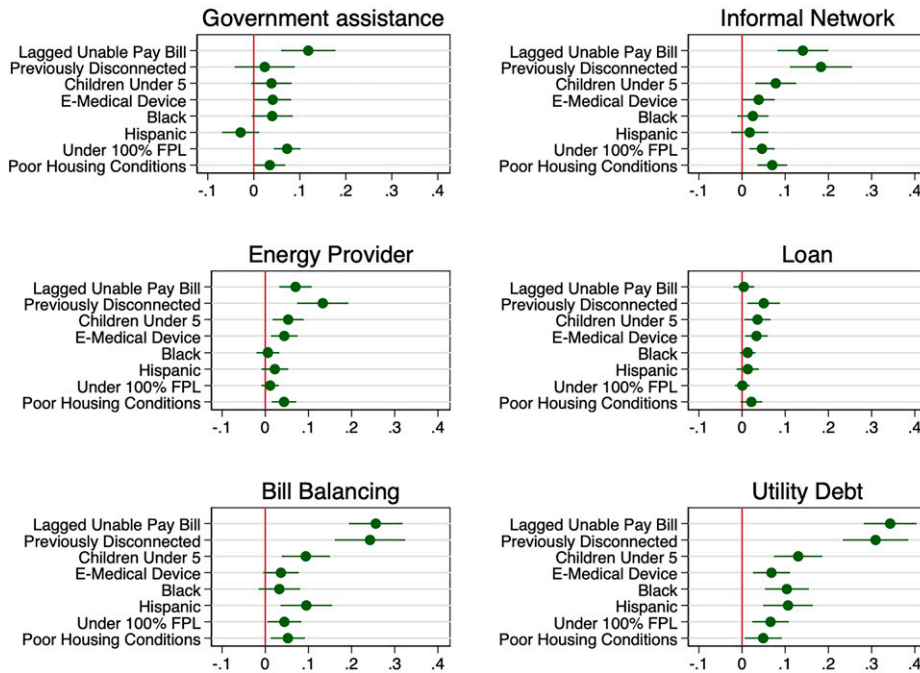 Government assistance
Lagged Unable Pay Bill
Previously Disconnected
Children Under 5
E-Medical Device
Black
Hispanic
Under 100% FPL
Poor Housing Conditions
-.1 0 .1 .2 .3 .4
Informal Network
Lagged Unable Pay Bill
Previously Disconnected
Children Under 5
E-Medical Device
Black
Hispanic
Under 100% FPL
Poor Housing Conditions
-.1 0 .1 .2 .3 .4
Energy Provider
Lagged Unable Pay Bill
Previously Disconnected
Children Under 5
E-Medical Device
Black
Hispanic
Under 100% FPL
Poor Housing Conditions
-.1 0 .1 .2 .3 .4
Loan
Lagged Unable Pay Bill
Previously Disconnected
Children Under 5
E-Medical Device
Black
Hispanic
Under 100% FPL
Poor Housing Conditions
-.1 0 .1 .2 .3 .4
Bill Balancing
Lagged Unable Pay Bill
Previously Disconnected
Children Under 5
E-Medical Device
Black
Hispanic
Under 100% FPL
Poor Housing Conditions
-.1 0 .1 .2 .3 .4
Utility Debt
Lagged Unable Pay Bill
Previously Disconnected
Children Under 5
E-Medical Device
Black
Hispanic
Under 100% FPL
Poor Housing Conditions
-.1 0 .1 .2 .3 .4